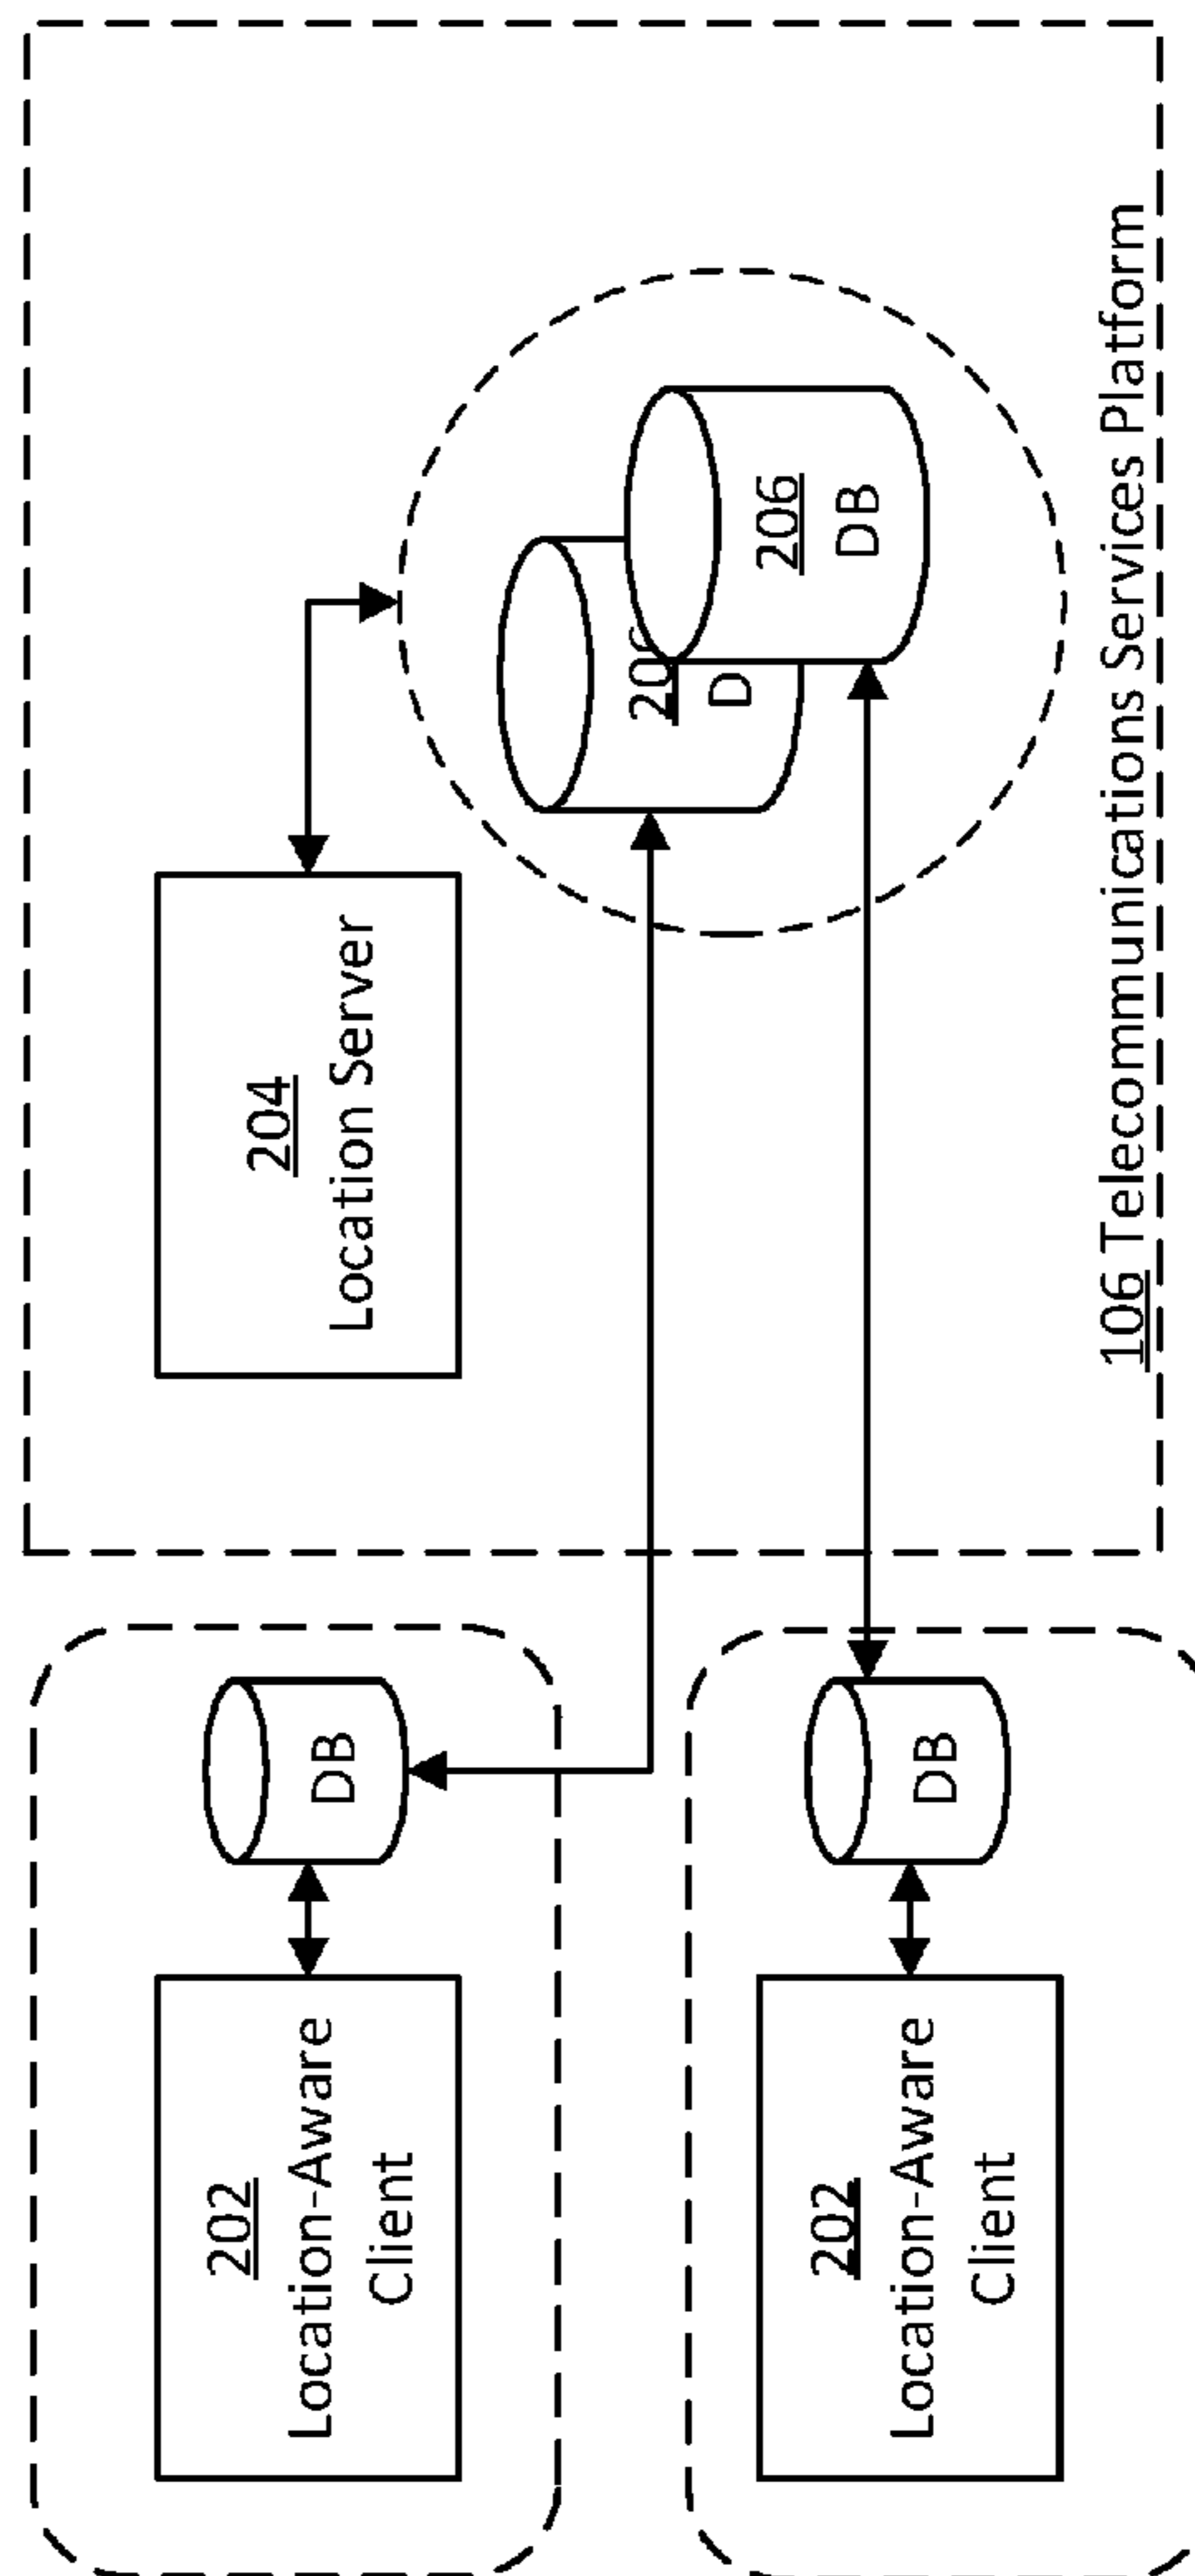 202
Location-Aware
Client
DB
204
Location Server
206
D
206
DB
202
Location-Aware
Client
DB
106 Telecommunications Services Platform